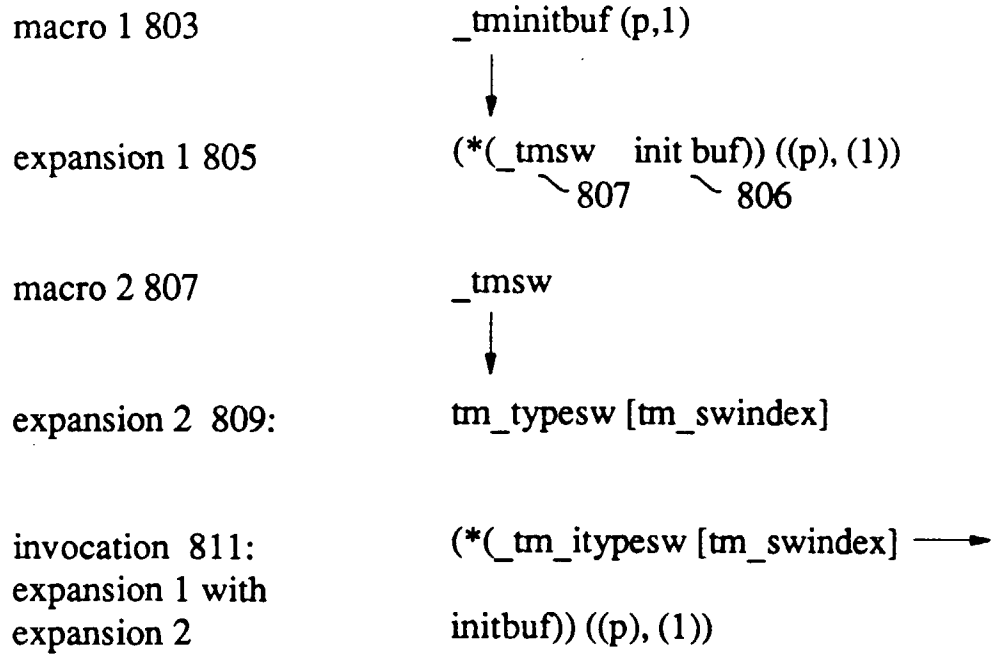 macro 1 803 _tminitbuf (p,1)
expansion 1 805 (*(_tmsw init buf)) ((p), (1))
807 806
macro 2 807 _tmsw
expansion 2 809: tm_typesw [tm_swindex]
invocation 811: (*(_tm_itypesw [tm_swindex]
expansion 1 with
expansion 2 initbuf)) ((p), (1))